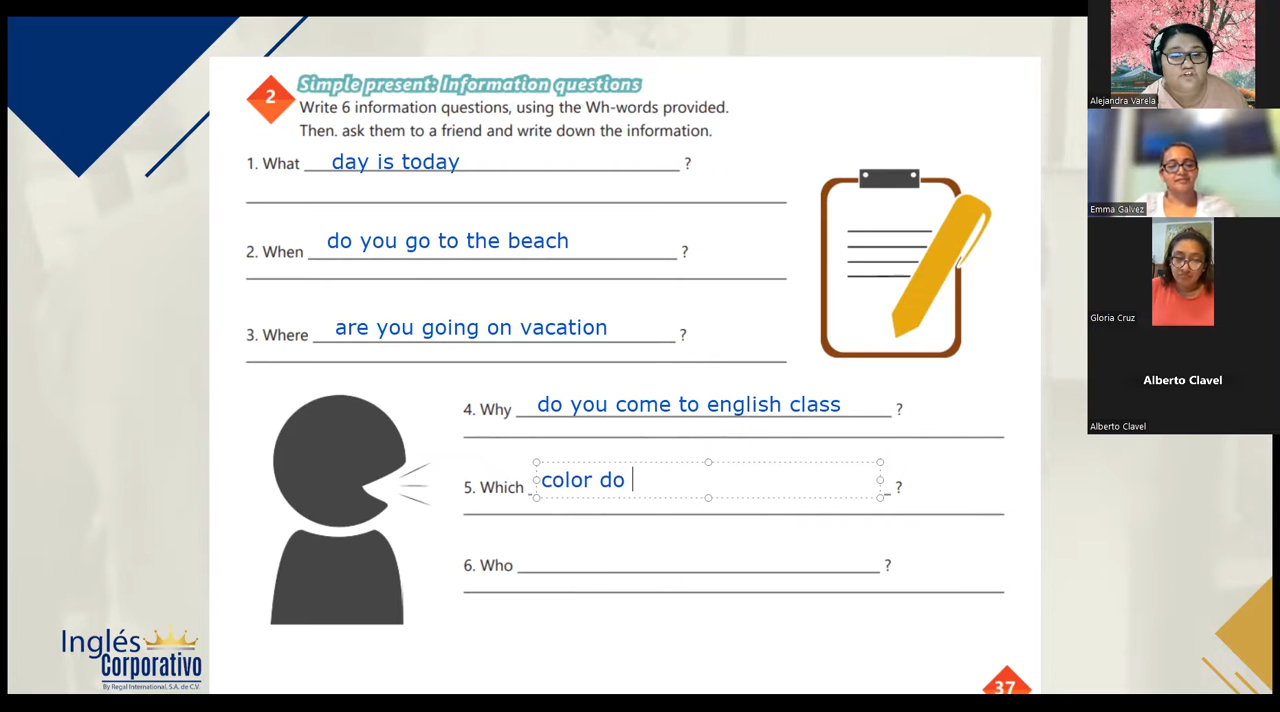 2
Simple present: Information questions
Write 6 information questions, using the Wh-words provided.
Then. ask them to a friend and write down the information.
1. What day is today ?
2. When do you go to the beach ?
3. Where are you going on vacation ?
4. Why do you come to english class ?
5. Which color do ?
6. Who ?
Inglés
Corporativo
By Regal International, S.A. de C.V.
37
Alejandra Varela
Emma Galvez
Gloria Cruz
Alberto Clavel
Alberto Clavel